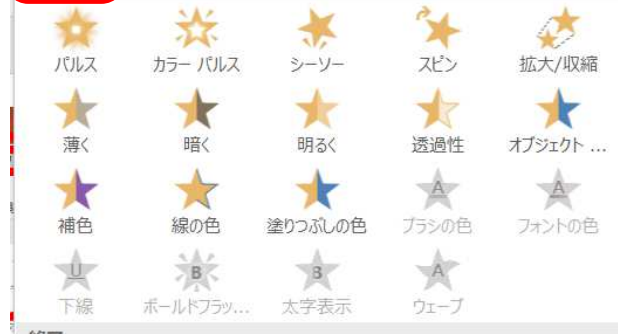 パルス
カラー パルス
シーソー
スピン
拡大/収縮
薄く
暗く
明るく
透過性
オブジェクト ...
補色
線の色
塗りつぶしの色
ブラシの色
フォントの色
下線
ボールドフラッ...
太字表示
ウェーブ